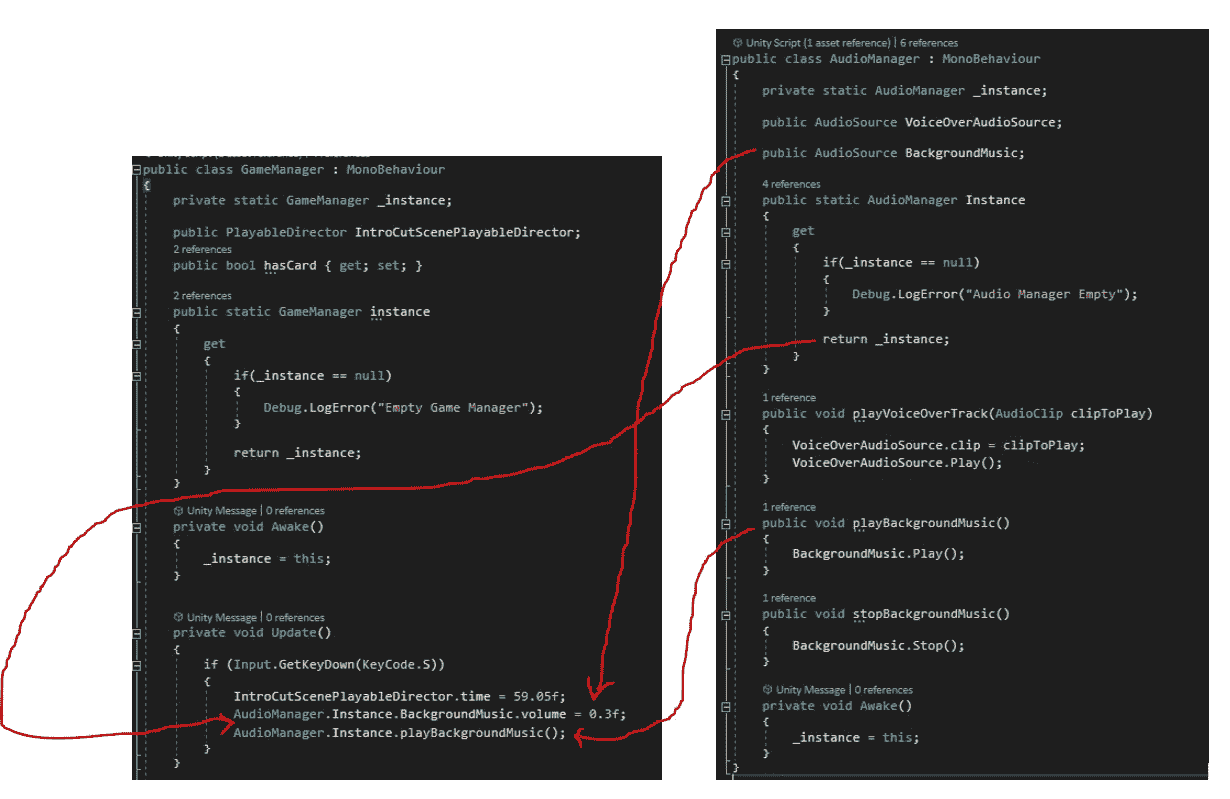 public class GameManager : MonoBehaviour
{
private static GameManager _instance;
public PlayableDirector IntroCutScenePlayableDirector;
2 references
public bool hasCard { get; set; }
2 references
public static GameManager instance
{
get
{
if(_instance == null)
{
Debug.LogError("Empty Game Manager");
}
return _instance;
}
}
Unity Message | 0 references
private void Awake()
{
_instance = this;
}
Unity Message | 0 references
private void Update()
{
if (Input.GetKeyDown(KeyCode.S))
{
IntroCutScenePlayableDirector.time = 59.05f;
AudioManager.Instance.BackgroundMusic.volume = 0.3f;
AudioManager.Instance.playBackgroundMusic();
}
}
Unity Script (1 asset reference) | 6 references
public class AudioManager : MonoBehaviour
{
private static AudioManager _instance;
public AudioSource VoiceOverAudioSource;
public AudioSource BackgroundMusic;
4 references
public static AudioManager Instance
{
get
{
if(_instance == null)
{
Debug.LogError("Audio Manager Empty");
}
return _instance;
}
}
1 reference
public void playVoiceOverTrack(AudioClip clipToPlay)
{
VoiceOverAudioSource.clip = clipToPlay;
VoiceOverAudioSource.Play();
}
1 reference
public void playBackgroundMusic()
{
BackgroundMusic.Play();
}
1 reference
public void stopBackgroundMusic()
{
BackgroundMusic.Stop();
}
Unity Message | 0 references
private void Awake()
{
_instance = this;
}
}